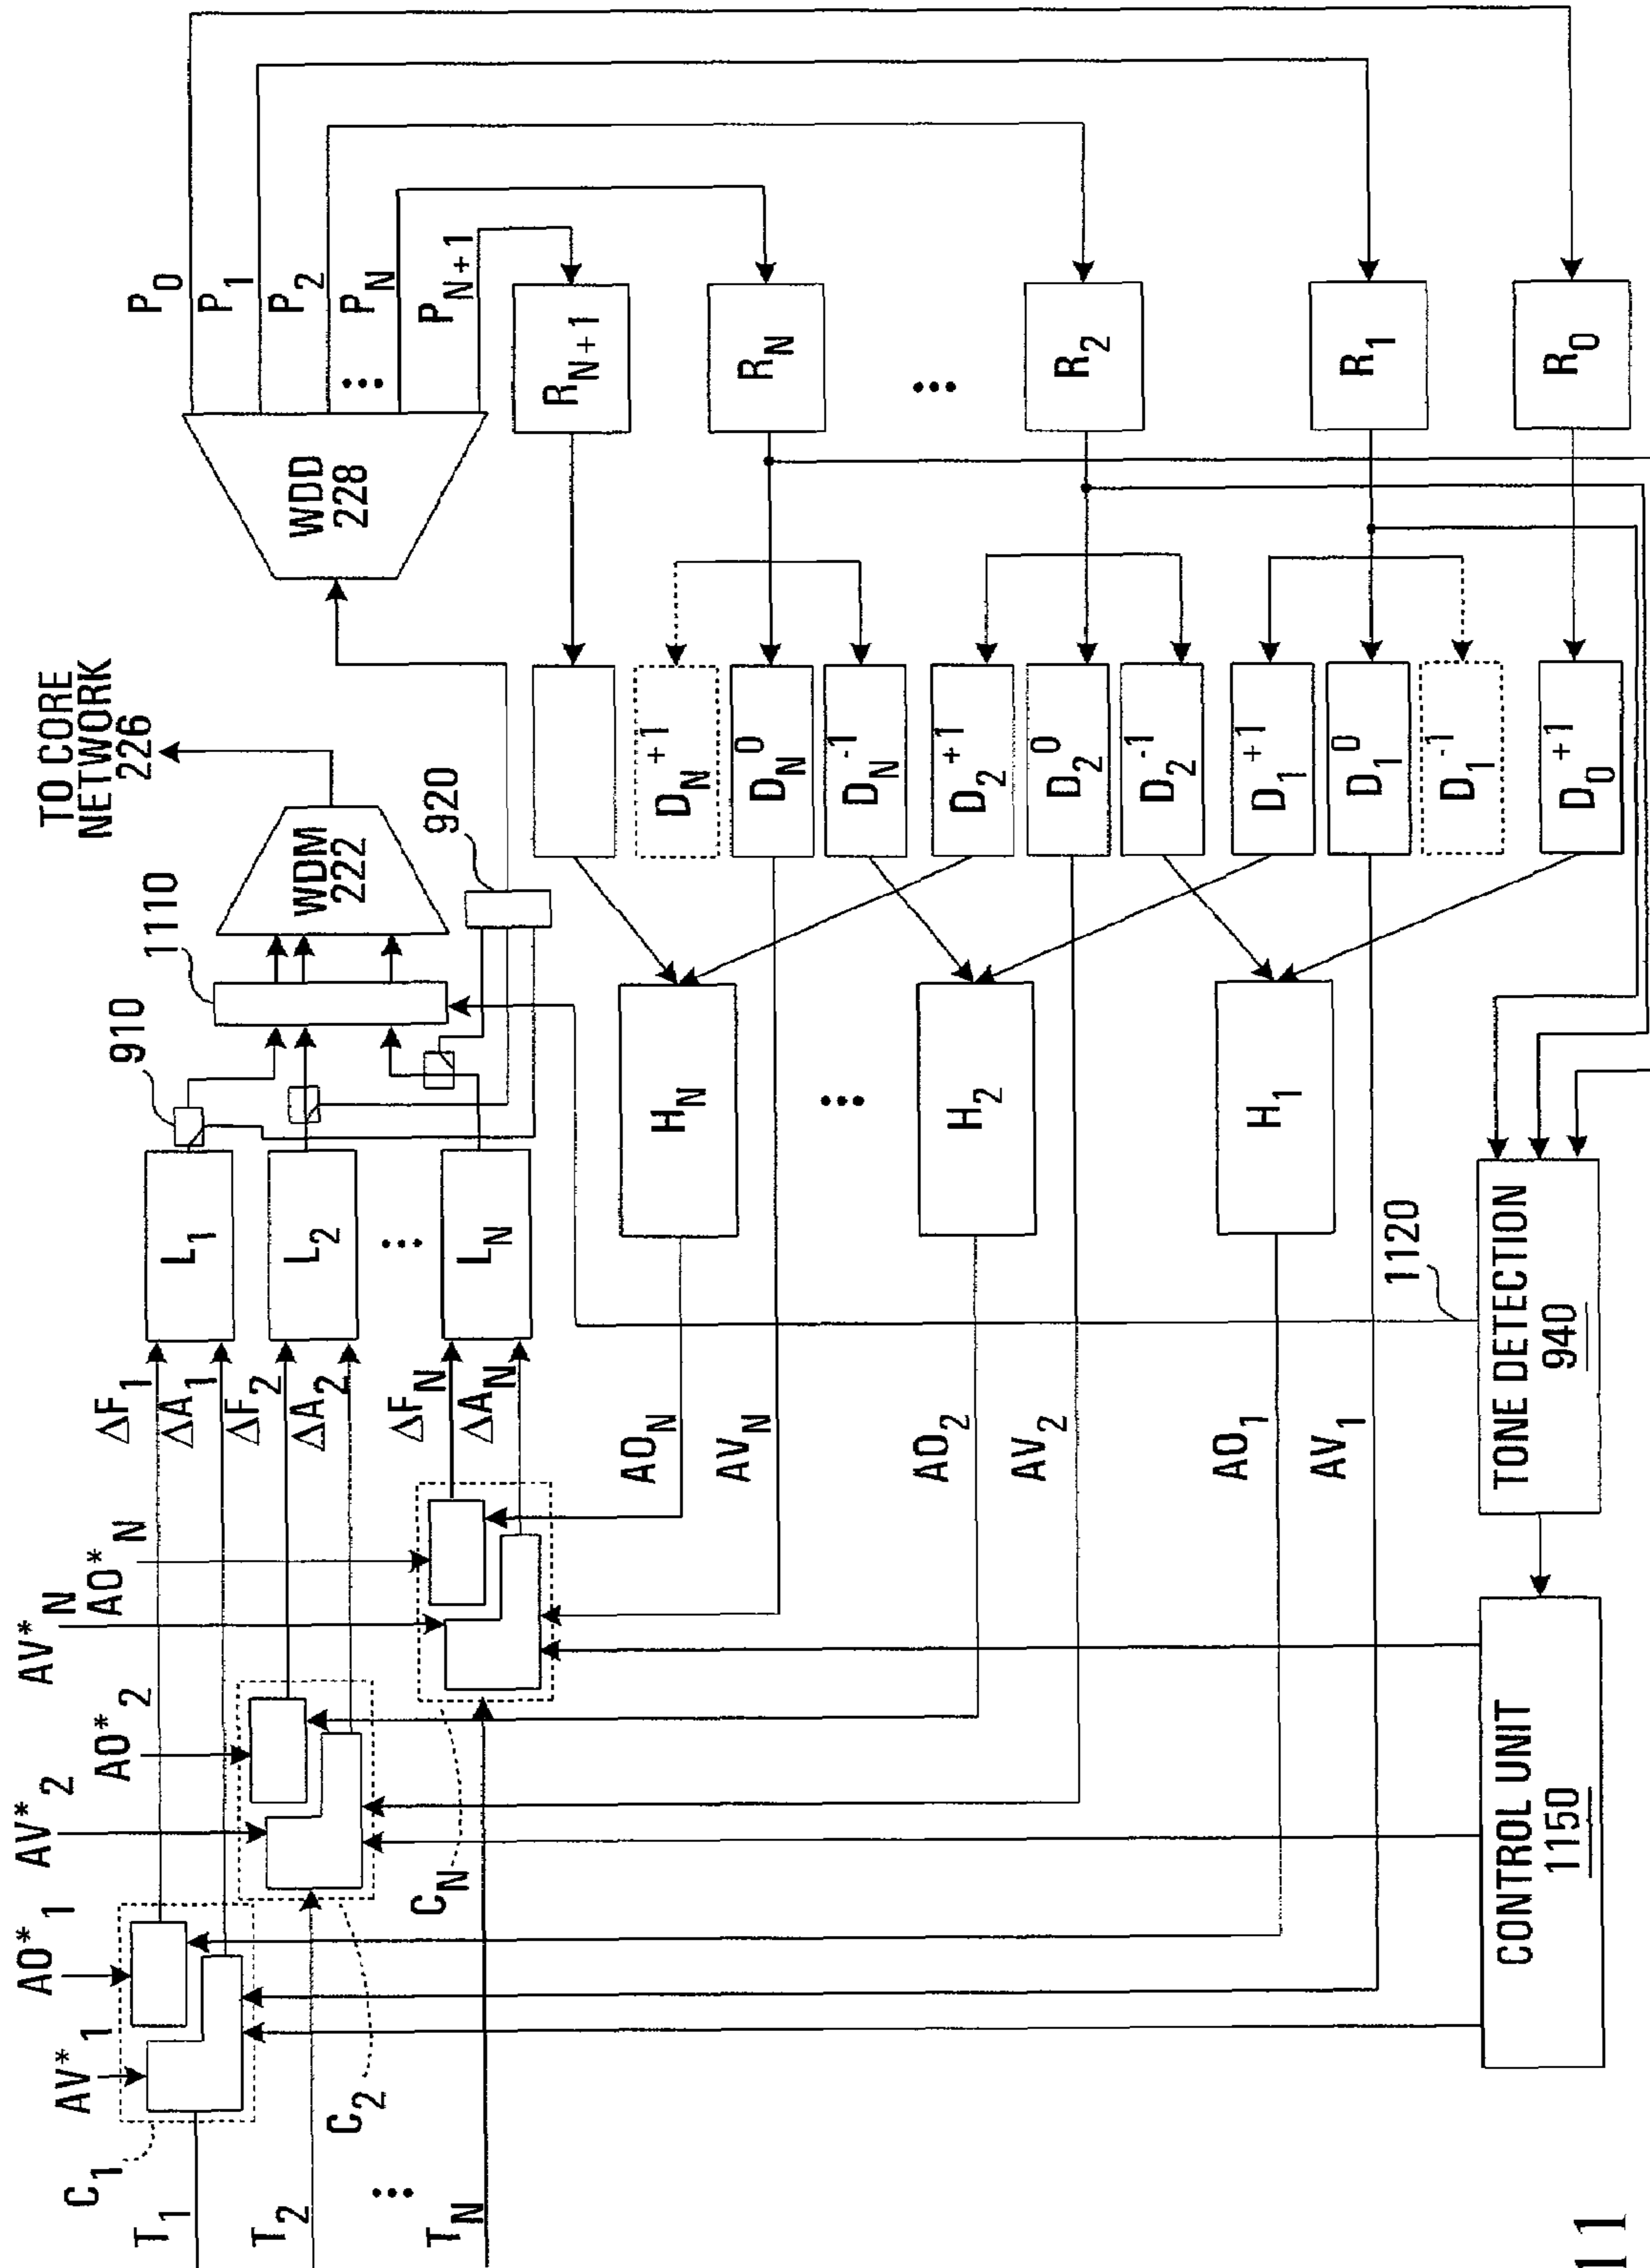 TO CORE
NETWORK
226
WDM
222
WDD
228
P0
P1
P2
⋮
PN
PN+1
910
1110
920
C1
AV*1
AO*1
AV*2
AO*2
AV*N
AO*N
T1
T2
⋮
TN
C2
CN
ΔF1
ΔA1
ΔF2
ΔA2
ΔFN
ΔAN
L1
L2
⋮
LN
RN+1
RN
⋮
R2
R1
R0
DN+1
DN0
DN-1
D2+1
D20
D2-1
D1+1
D10
D1-1
D0+1
HN
⋮
H2
H1
AON
AVN
AO2
AV2
AO1
AV1
1120
TONE DETECTION
940
CONTROL UNIT
1150
11